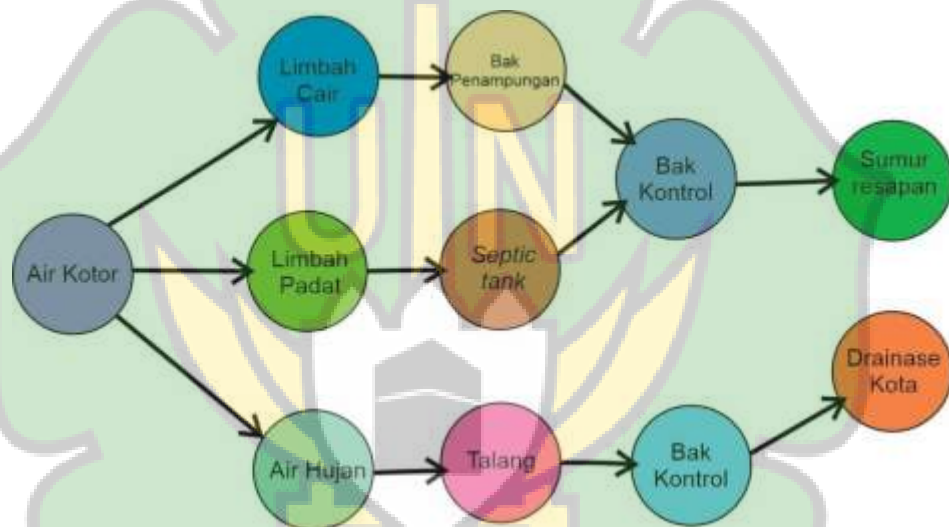 Limbah
Cair
Bak
Penampungan
Bak
Kontrol
Sumur
resapan
Air Kotor
Limbah
Padat
Septic
tank
Drainase
Kota
Air Hujan
Talang
Bak
Kontrol
UIN